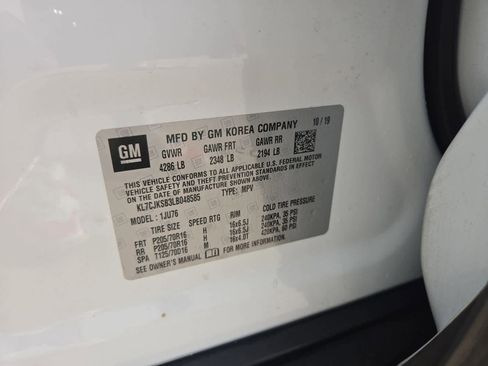 GM
MFD BY GM KOREA COMPANY 10/19
GVWR GAWR FRT GAWR RR
4286 LB 2348 LB 2194 LB
THIS VEHICLE CONFORMS TO ALL APPLICABLE U.S. FEDERAL MOTOR
VEHICLE SAFETY, BUMPER, AND THEFT PREVENTION STANDARDS
IN EFFECT ON THE DATE OF MANUFACTURE SHOWN ABOVE.
KL7CJKSB3LB048585 TYPE: MPV
MODEL: 1JU76
TIRE SIZE SPEED RTG RIM COLD TIRE PRESSURE
FRT P205/70R16 H 16x6.5J 240KPA, 35 PSI
RR P205/70R16 H 16x6.5J 240KPA, 35 PSI
SPA T125/70D16 M 16x4.0T 420KPA, 60 PSI
SEE OWNER'S MANUAL FOR MORE INFORMATION.